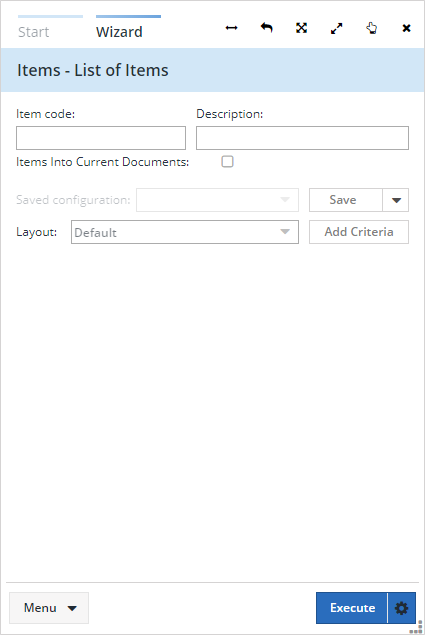 Start Wizard
Items - List of Items
Item code: Description:
Items Into Current Documents:
Saved configuration: Save
Layout: Default Add Criteria
Menu Execute